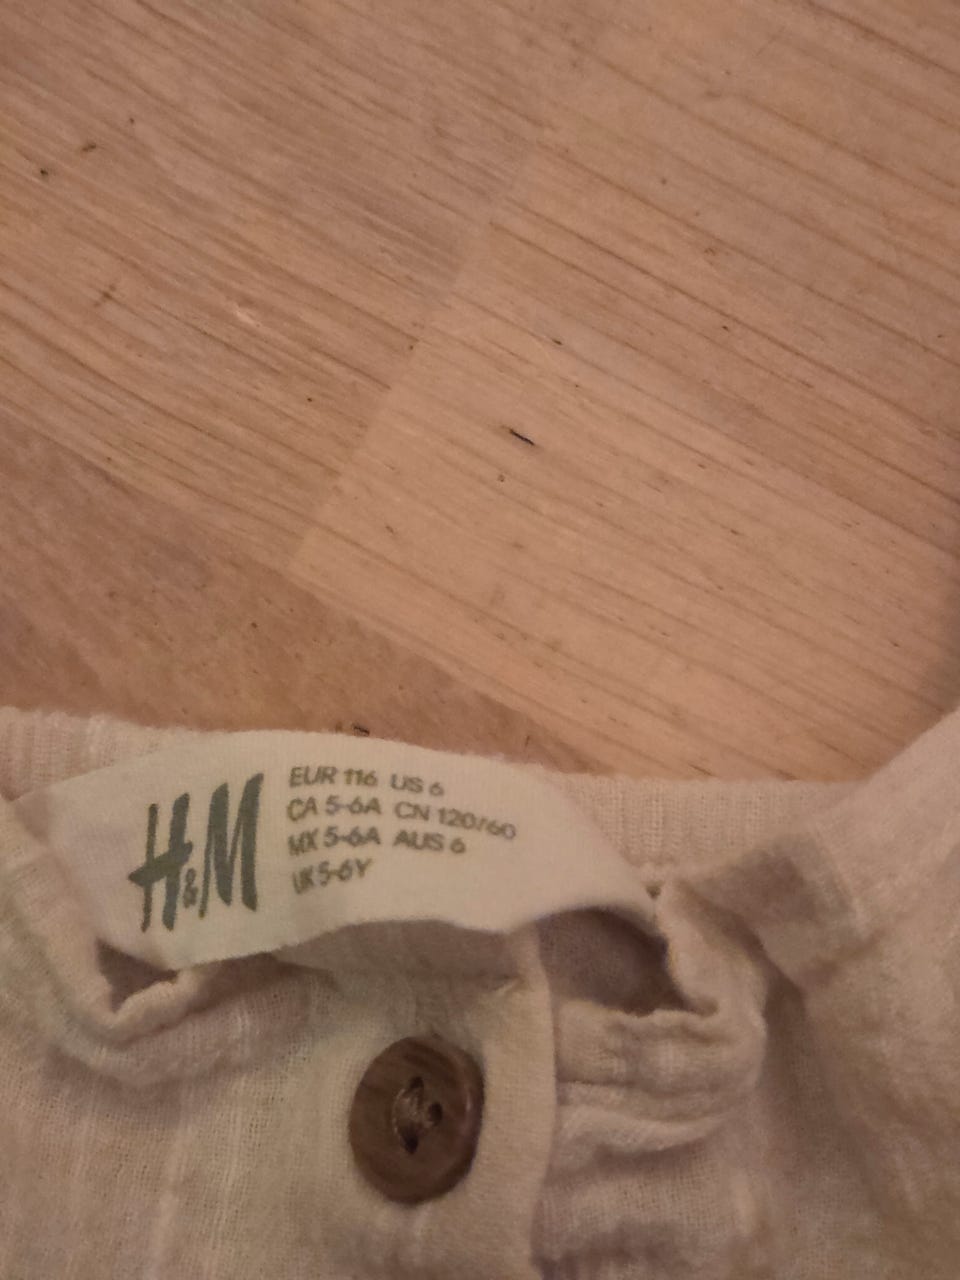 H&M
EUR 116 US 6
CA 5-6A CN 120/60
MX 5-6A AUS 6
UK 5-6Y